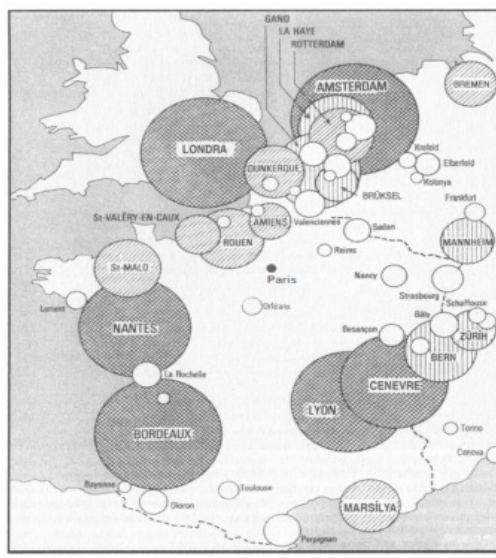 GAND
LA HAYE
ROTTERDAM
AMSTERDAM
BREMEN
LONDRA
Krefeld
Elberfeld
DUNKERQUE
Kolonya
BRÜKSEL
Frankfurt
Valenciennes
St-VALÉRY-EN-CAUX
AMIENS
Sedan
ROUEN
MANNHEIM
Reims
St-MALO
Paris
Nancy
Strasbourg
Lorient
Orléans
Schaffouse
Bâle
NANTES
Besançon
ZÜRİH
BERN
La Rochelle
CENEVRE
LYON
BORDEAUX
Torino
Cenova
Bayonne
Toulouse
Oloron
MARSİLYA
Perpignan